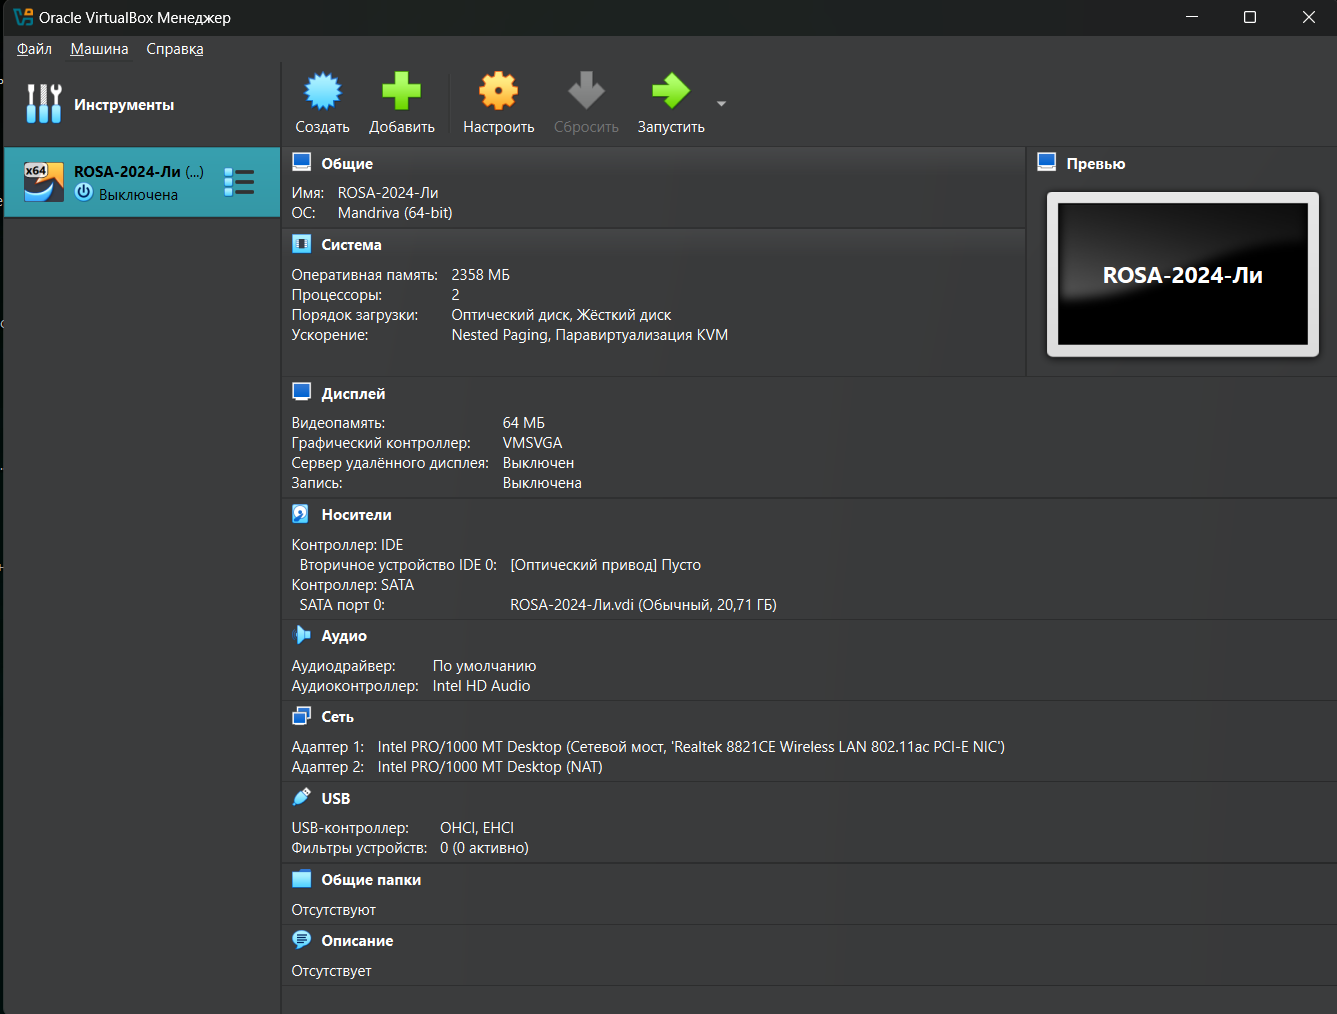 Oracle VirtualBox Менеджер
Файл Машина Справка
Инструменты
Создать Добавить Настроить Сбросить Запустить
x64
ROSA-2024-Ли (...)
Выключена
Общие
Имя: ROSA-2024-Ли
ОС: Mandriva (64-bit)
Система
Оперативная память: 2358 МБ
Процессоры: 2
Порядок загрузки: Оптический диск, Жёсткий диск
Ускорение: Nested Paging, Паравиртуализация KVM
Превью
ROSA-2024-Ли
Дисплей
Видеопамять: 64 МБ
Графический контроллер: VMSVGA
Сервер удалённого дисплея: Выключен
Запись: Выключена
Носители
Контроллер: IDE
Вторичное устройство IDE 0: [Оптический привод] Пусто
Контроллер: SATA
SATA порт 0: ROSA-2024-Ли.vdi (Обычный, 20,71 ГБ)
Аудио
Аудиодрайвер: По умолчанию
Аудиоконтроллер: Intel HD Audio
Сеть
Адаптер 1: Intel PRO/1000 MT Desktop (Сетевой мост, 'Realtek 8821CE Wireless LAN 802.11ac PCI-E NIC')
Адаптер 2: Intel PRO/1000 MT Desktop (NAT)
USB
USB-контроллер: OHCI, EHCI
Фильтры устройств: 0 (0 активно)
Общие папки
Отсутствуют
Описание
Отсутствует